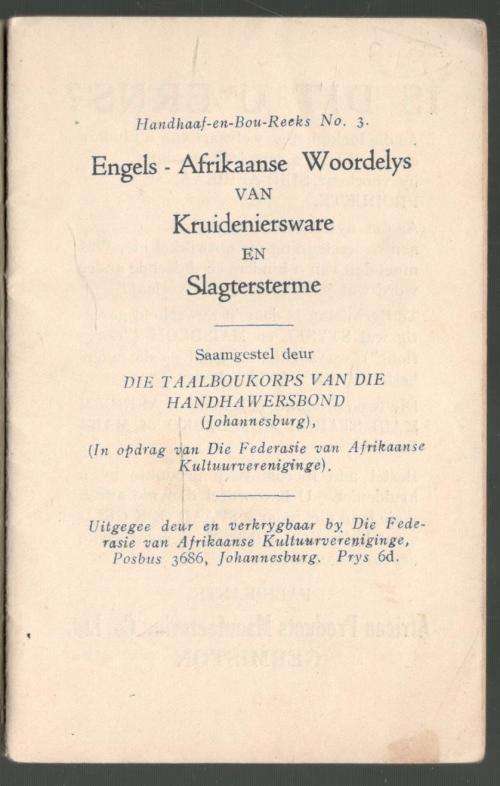 Handhaaf-en-Bou-Reeks No. 3.
Engels - Afrikaanse Woordelys
VAN
Kruideniersware
EN
Slagtersterme
Saamgestel deur
DIE TAALBOUKORPS VAN DIE
HANDHAWERSBOND
(Johannesburg),
(In opdrag van Die Federasie van Afrikaanse
Kultuurvereniginge).
Uitgegee deur en verkrygbaar by Die Fede-
rasie van Afrikaanse Kultuurvereniginge,
Posbus 3686, Johannesburg. Prys 6d.